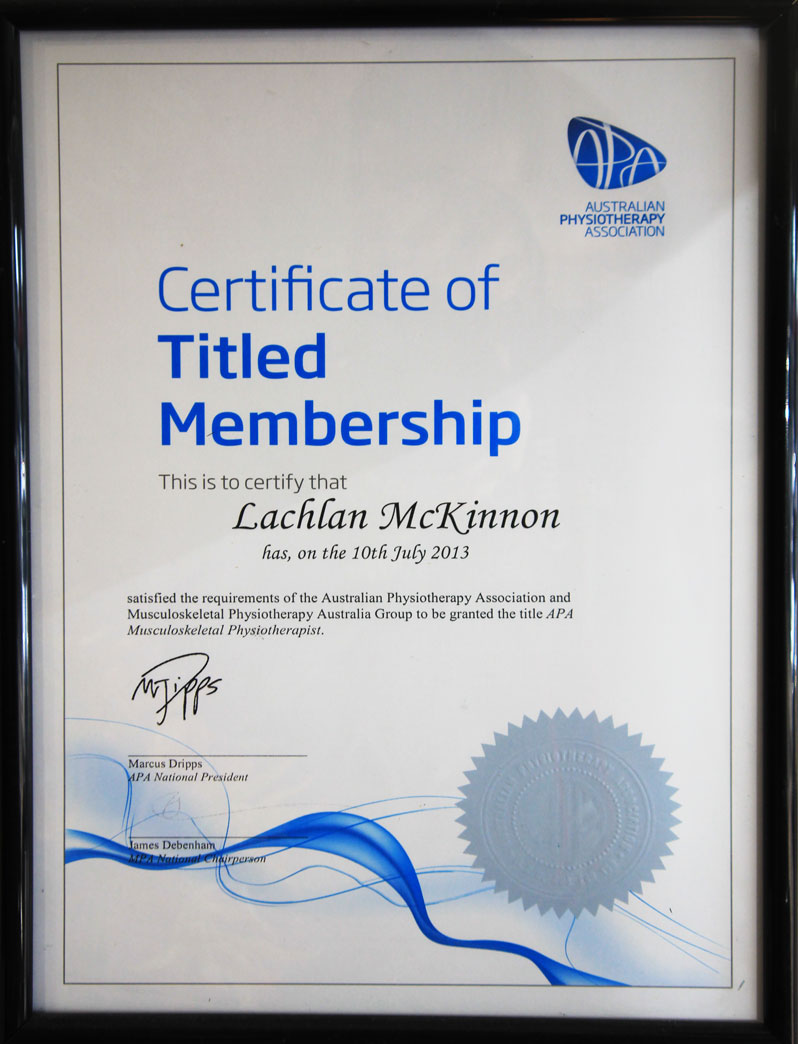 APA
AUSTRALIAN
PHYSIOTHERAPY
ASSOCIATION
Certificate of
Titled
Membership
This is to certify that
Lachlan McKinnon
has, on the 10th July 2013
satisfied the requirements of the Australian Physiotherapy Association and
Musculoskeletal Physiotherapy Australia Group to be granted the title APA
Musculoskeletal Physiotherapist.
Marcus Dripps
APA National President
James Debenham
MPA National Chairperson